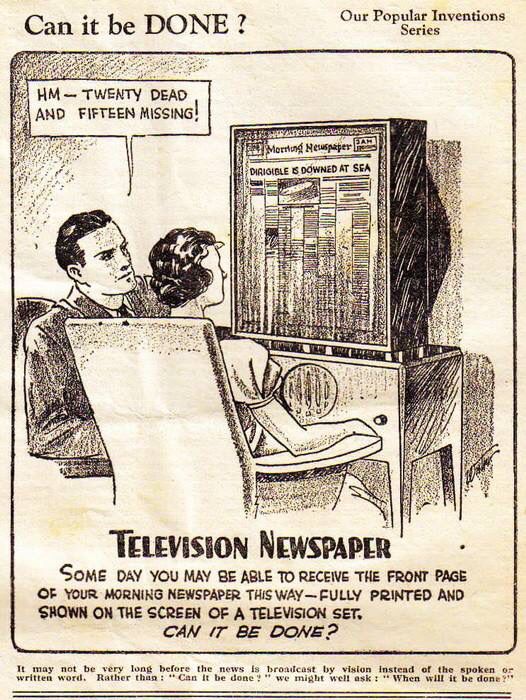 Can it be DONE ?
Our Popular Inventions
Series
HM — TWENTY DEAD
AND FIFTEEN MISSING!
Morning Newspaper
DIRIGIBLE IS DOWNED AT SEA
TELEVISION NEWSPAPER
SOME DAY YOU MAY BE ABLE TO RECEIVE THE FRONT PAGE
OF YOUR MORNING NEWSPAPER THIS WAY — FULLY PRINTED AND
SHOWN ON THE SCREEN OF A TELEVISION SET.
CAN IT BE DONE?
It may not be very long before the news is broadcast by vision instead of the spoken or
written word. Rather than : " Can it be done ? " we might well ask : " When will it be done ?"